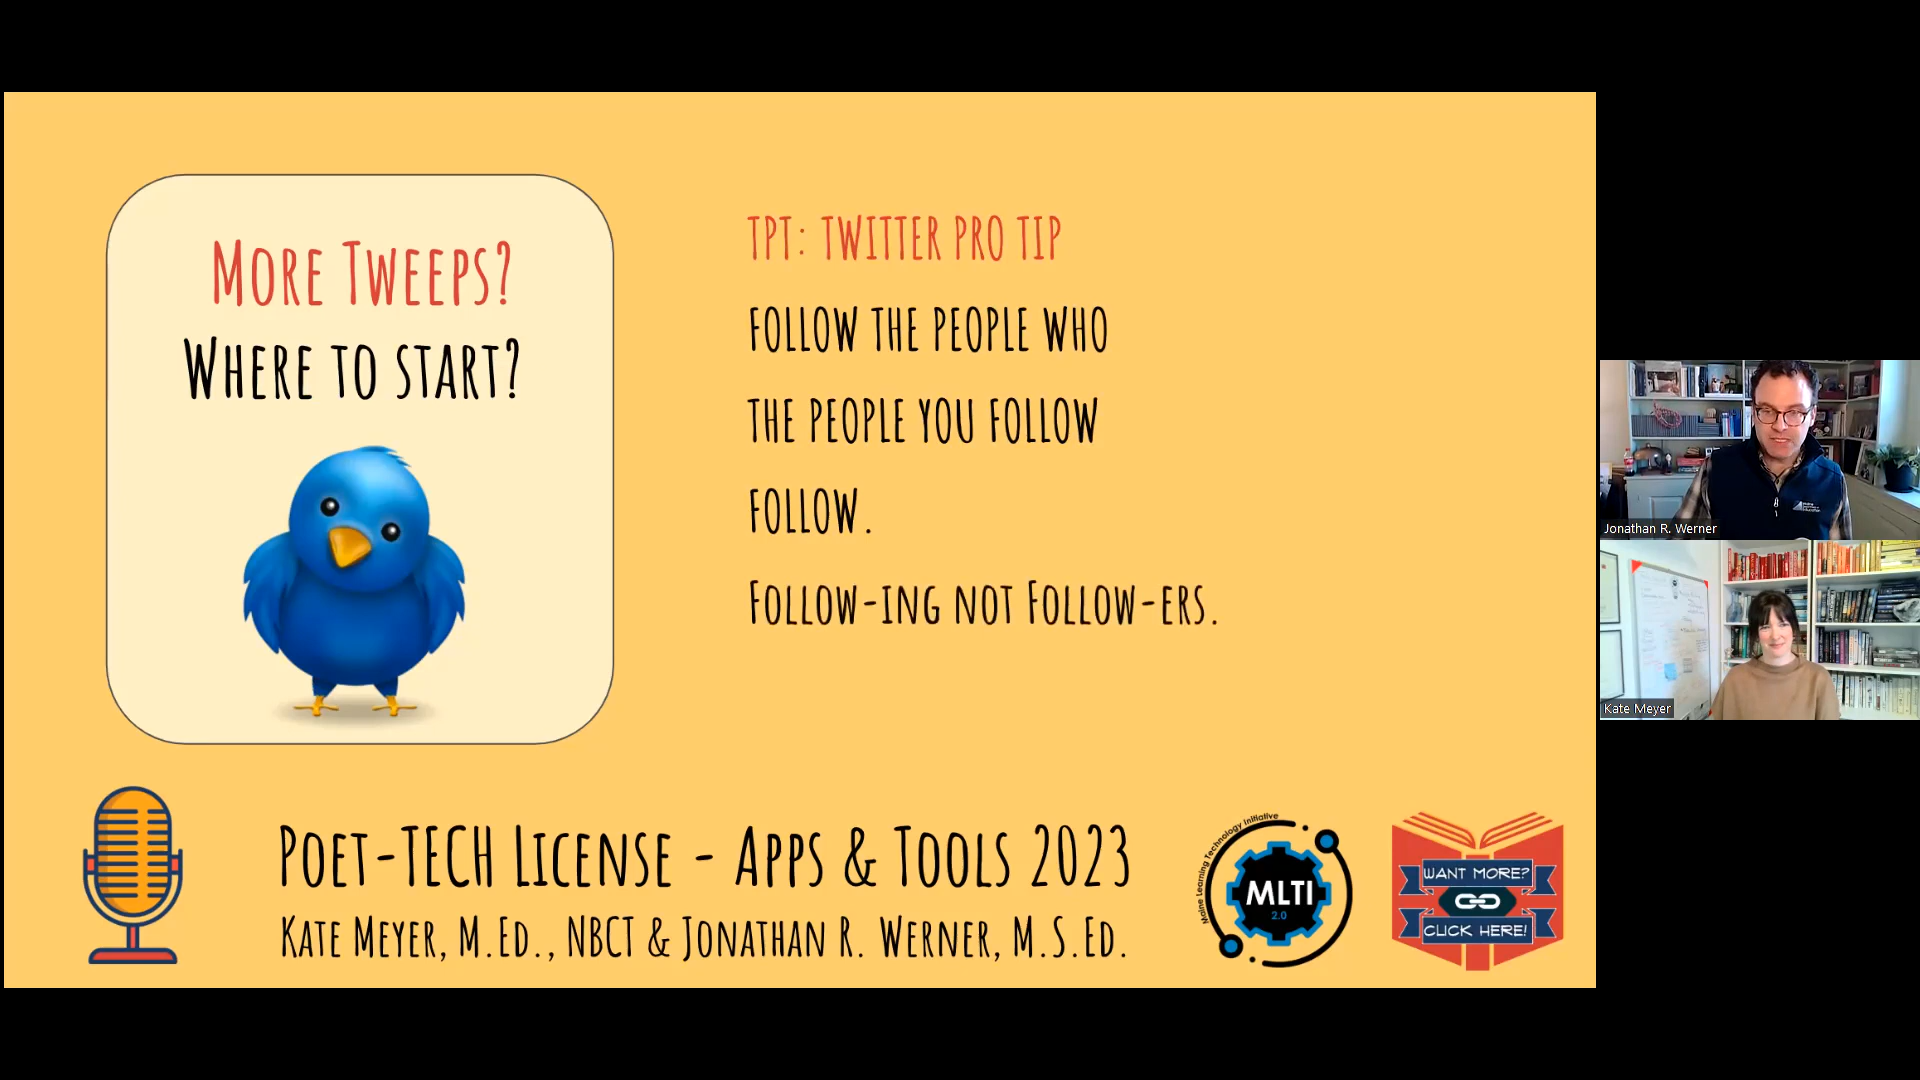 MORE TWEEPS?
WHERE TO START?
TPT: TWITTER PRO TIP
FOLLOW THE PEOPLE WHO
THE PEOPLE YOU FOLLOW
FOLLOW.
FOLLOW-ING NOT FOLLOW-ERS.
POET-TECH LICENSE - APPS & TOOLS 2023
KATE MEYER, M.ED., NBCT & JONATHAN R. WERNER, M.S.ED.
Maine Learning Technology Initiative
MLTI
2.0
WANT MORE?
CLICK HERE!
Jonathan R. Werner
Kate Meyer